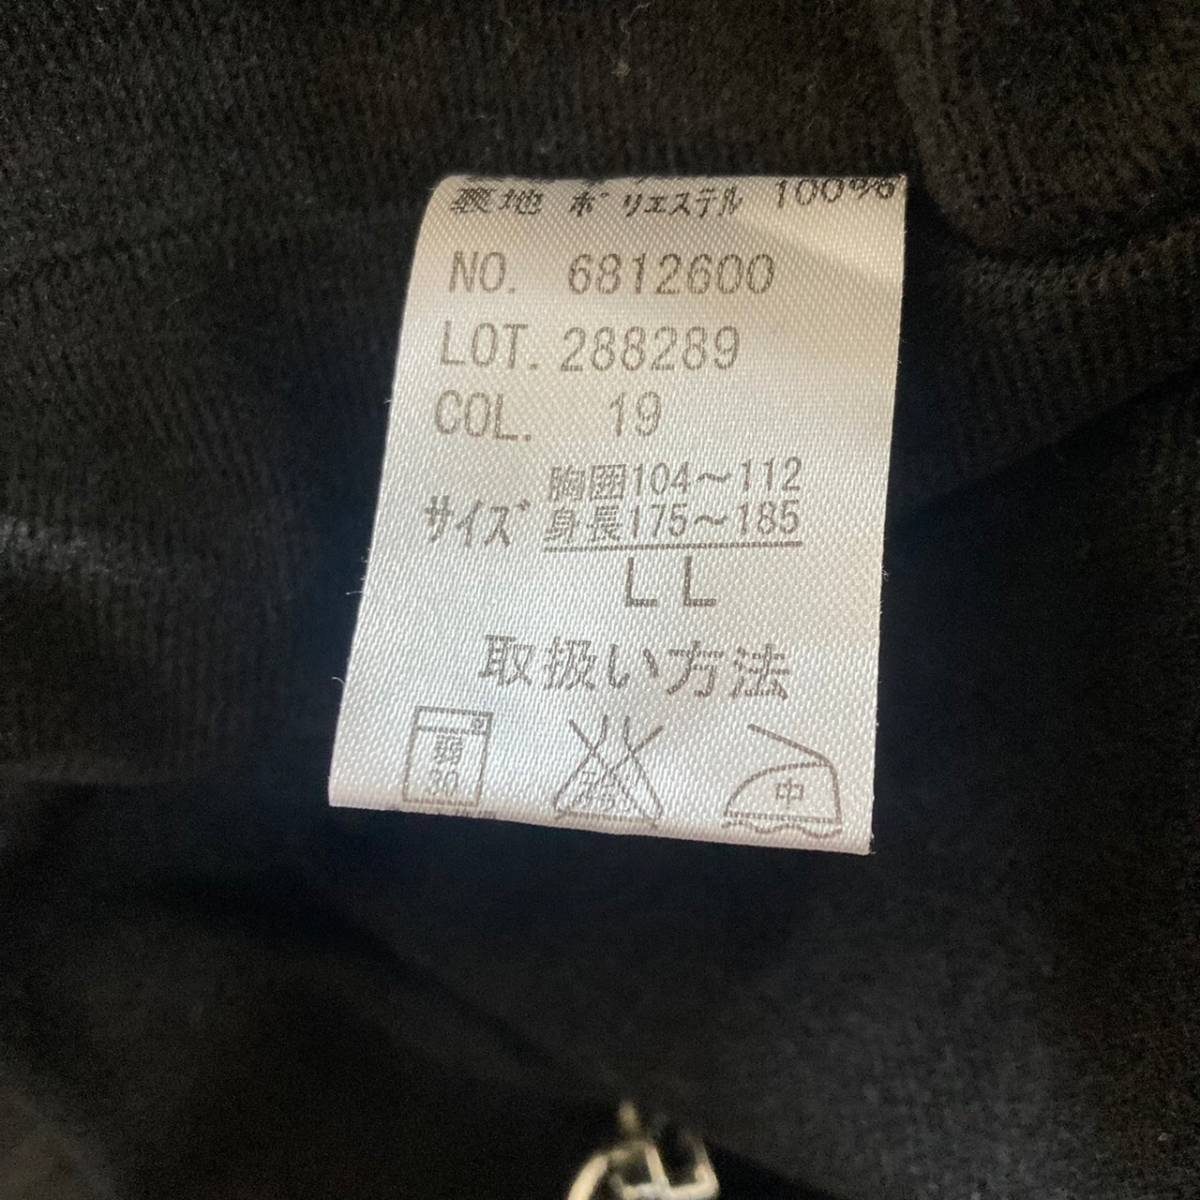 裏地 ポリエステル 100%
NO. 6812600
LOT. 288289
COL. 19
サイズ 胸囲104～112
身長175～185
LL
取扱い方法
弱 30
中